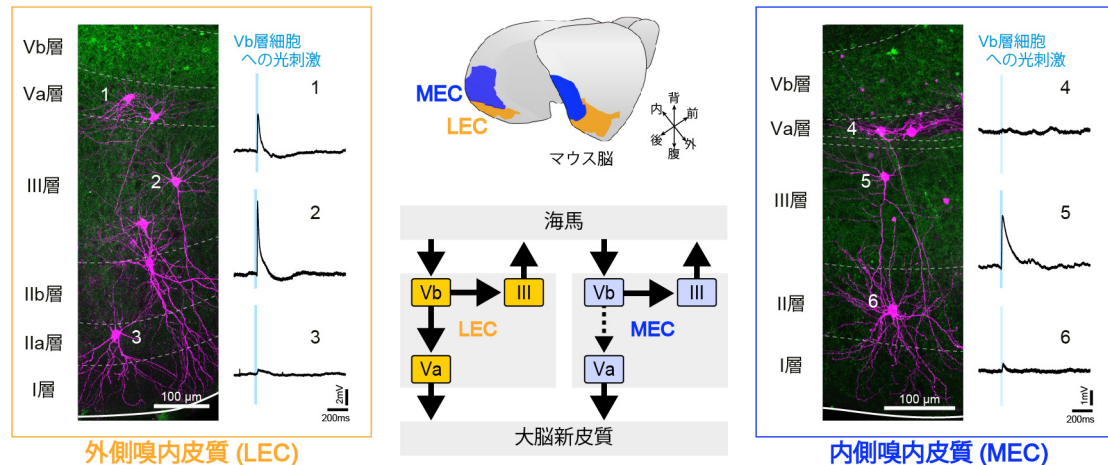 Vb層
Va層
III層
IIb層
IIa層
I層
1
2
3
100 μm
Vb層細胞
への光刺激
1
2
3
2mV
200ms
外側嗅内皮質 (LEC)
MEC
LEC
マウス脳
背
内
前
後
外
腹
海馬
Vb
III
Vb
III
LEC
MEC
Va
Va
大脳新皮質
Vb層
Va層
III層
II層
I層
4
5
6
100 μm
Vb層細胞
への光刺激
4
5
6
1mV
200ms
内側嗅内皮質 (MEC)